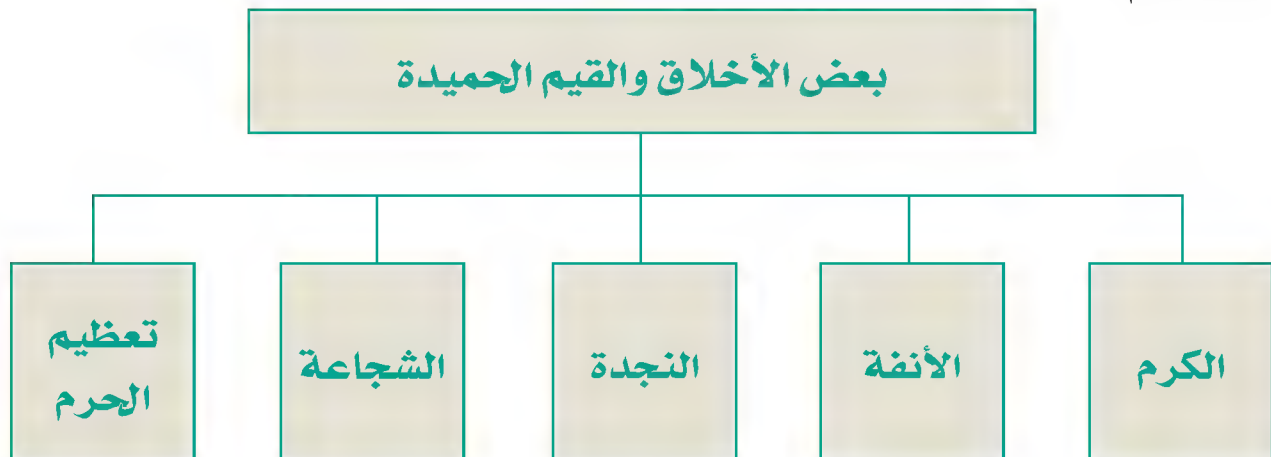 بعض الأخلاق والقيم الحميدة
الكرم
الأنفة
النجدة
الشجاعة
تعظيم
الحرم